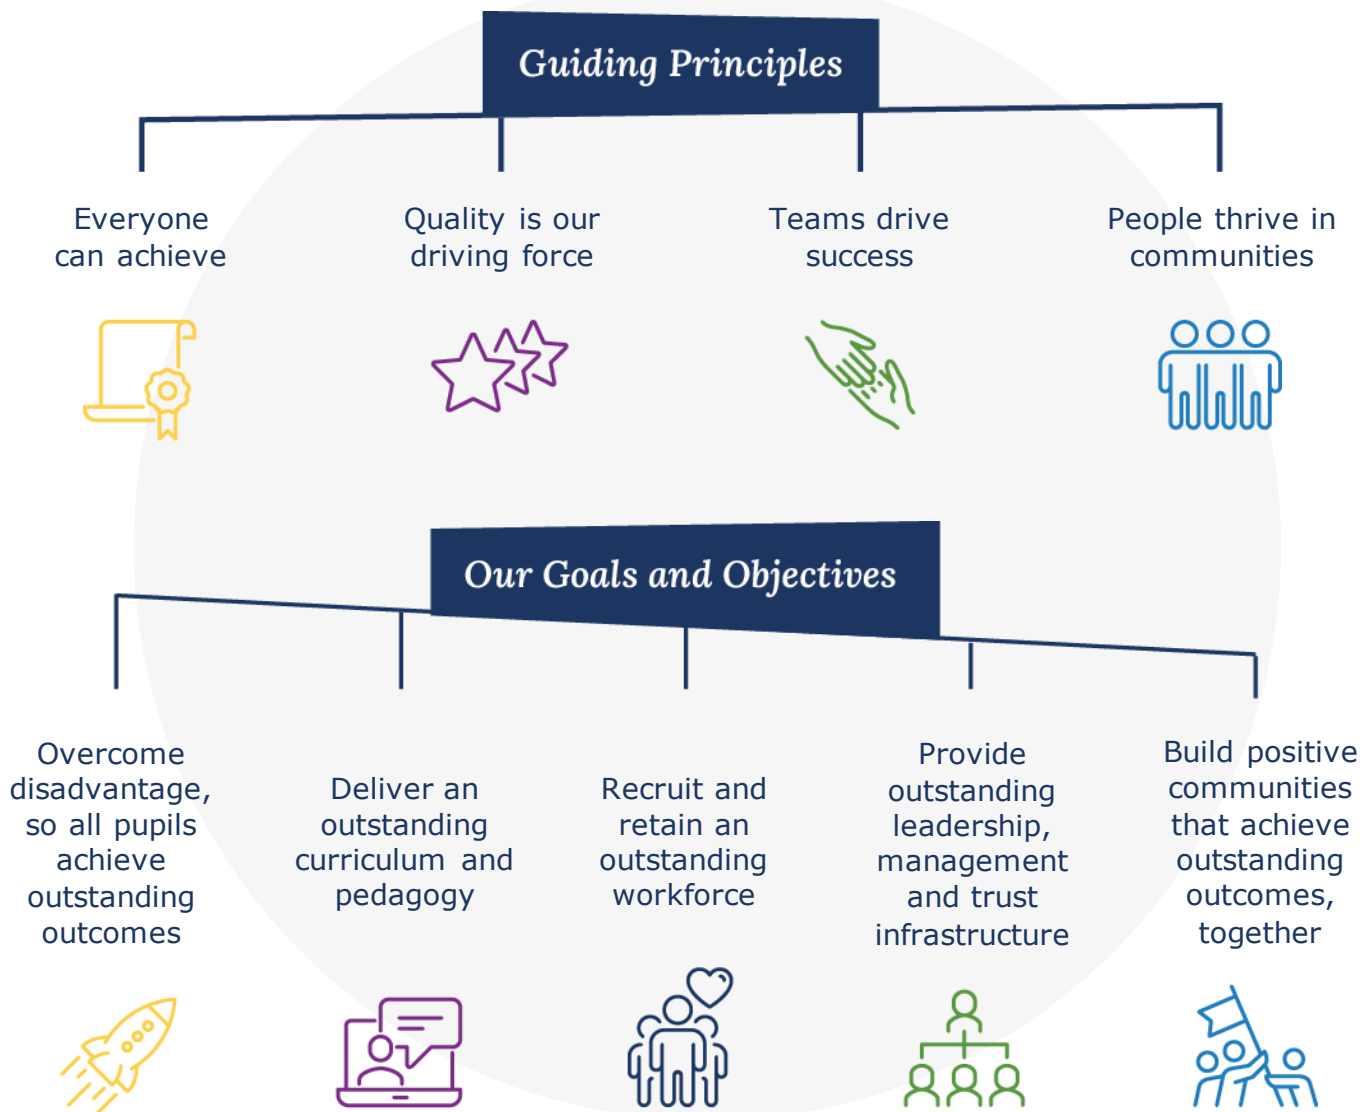 Guiding Principles
Everyone
can achieve
Quality is our
driving force
Teams drive
success
People thrive in
communities
Our Goals and Objectives
Overcome
disadvantage,
so all pupils
achieve
outstanding
outcomes
Deliver an
outstanding
curriculum and
pedagogy
Recruit and
retain an
outstanding
workforce
Provide
outstanding
leadership,
management
and trust
infrastructure
Build positive
communities
that achieve
outstanding
outcomes,
together